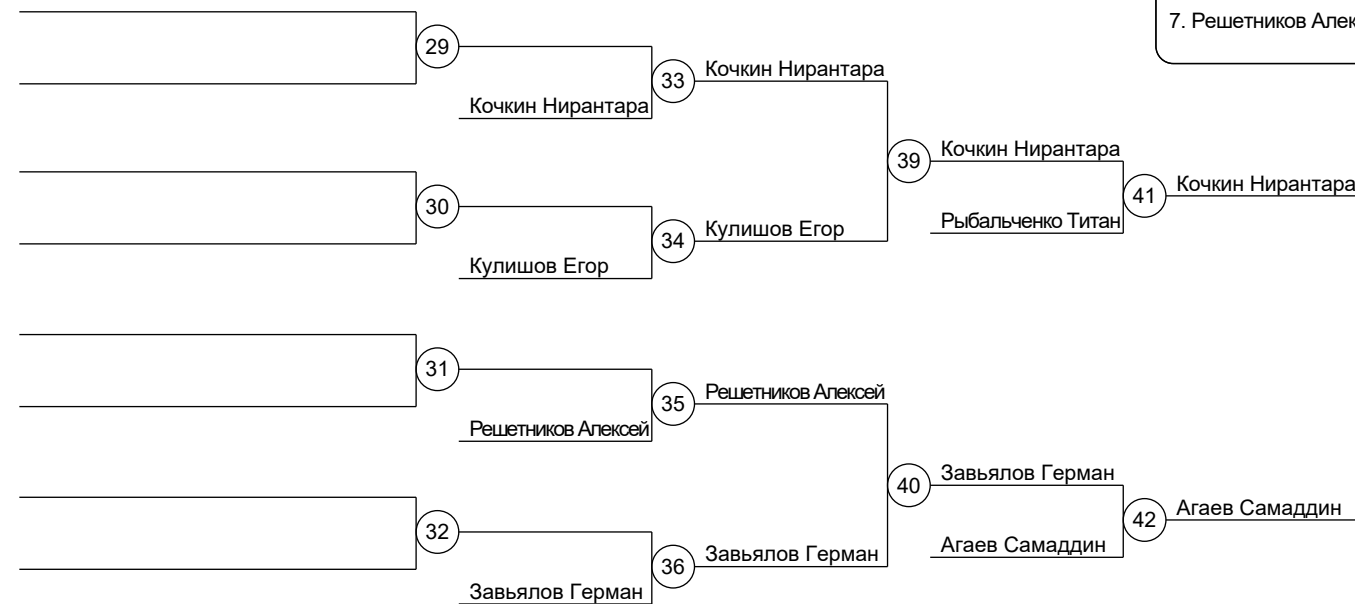 7. Решетников Алек
29
33
Кочкин Нирантара
Кочкин Нирантара
39
Кочкин Нирантара
41
Кочкин Нирантара
30
34
Кулишов Егор
Рыбальченко Титан
Кулишов Егор
31
35
Решетников Алексей
Решетников Алексей
40
Завьялов Герман
42
Агаев Самаддин
32
36
Завьялов Герман
Агаев Самаддин
Завьялов Герман